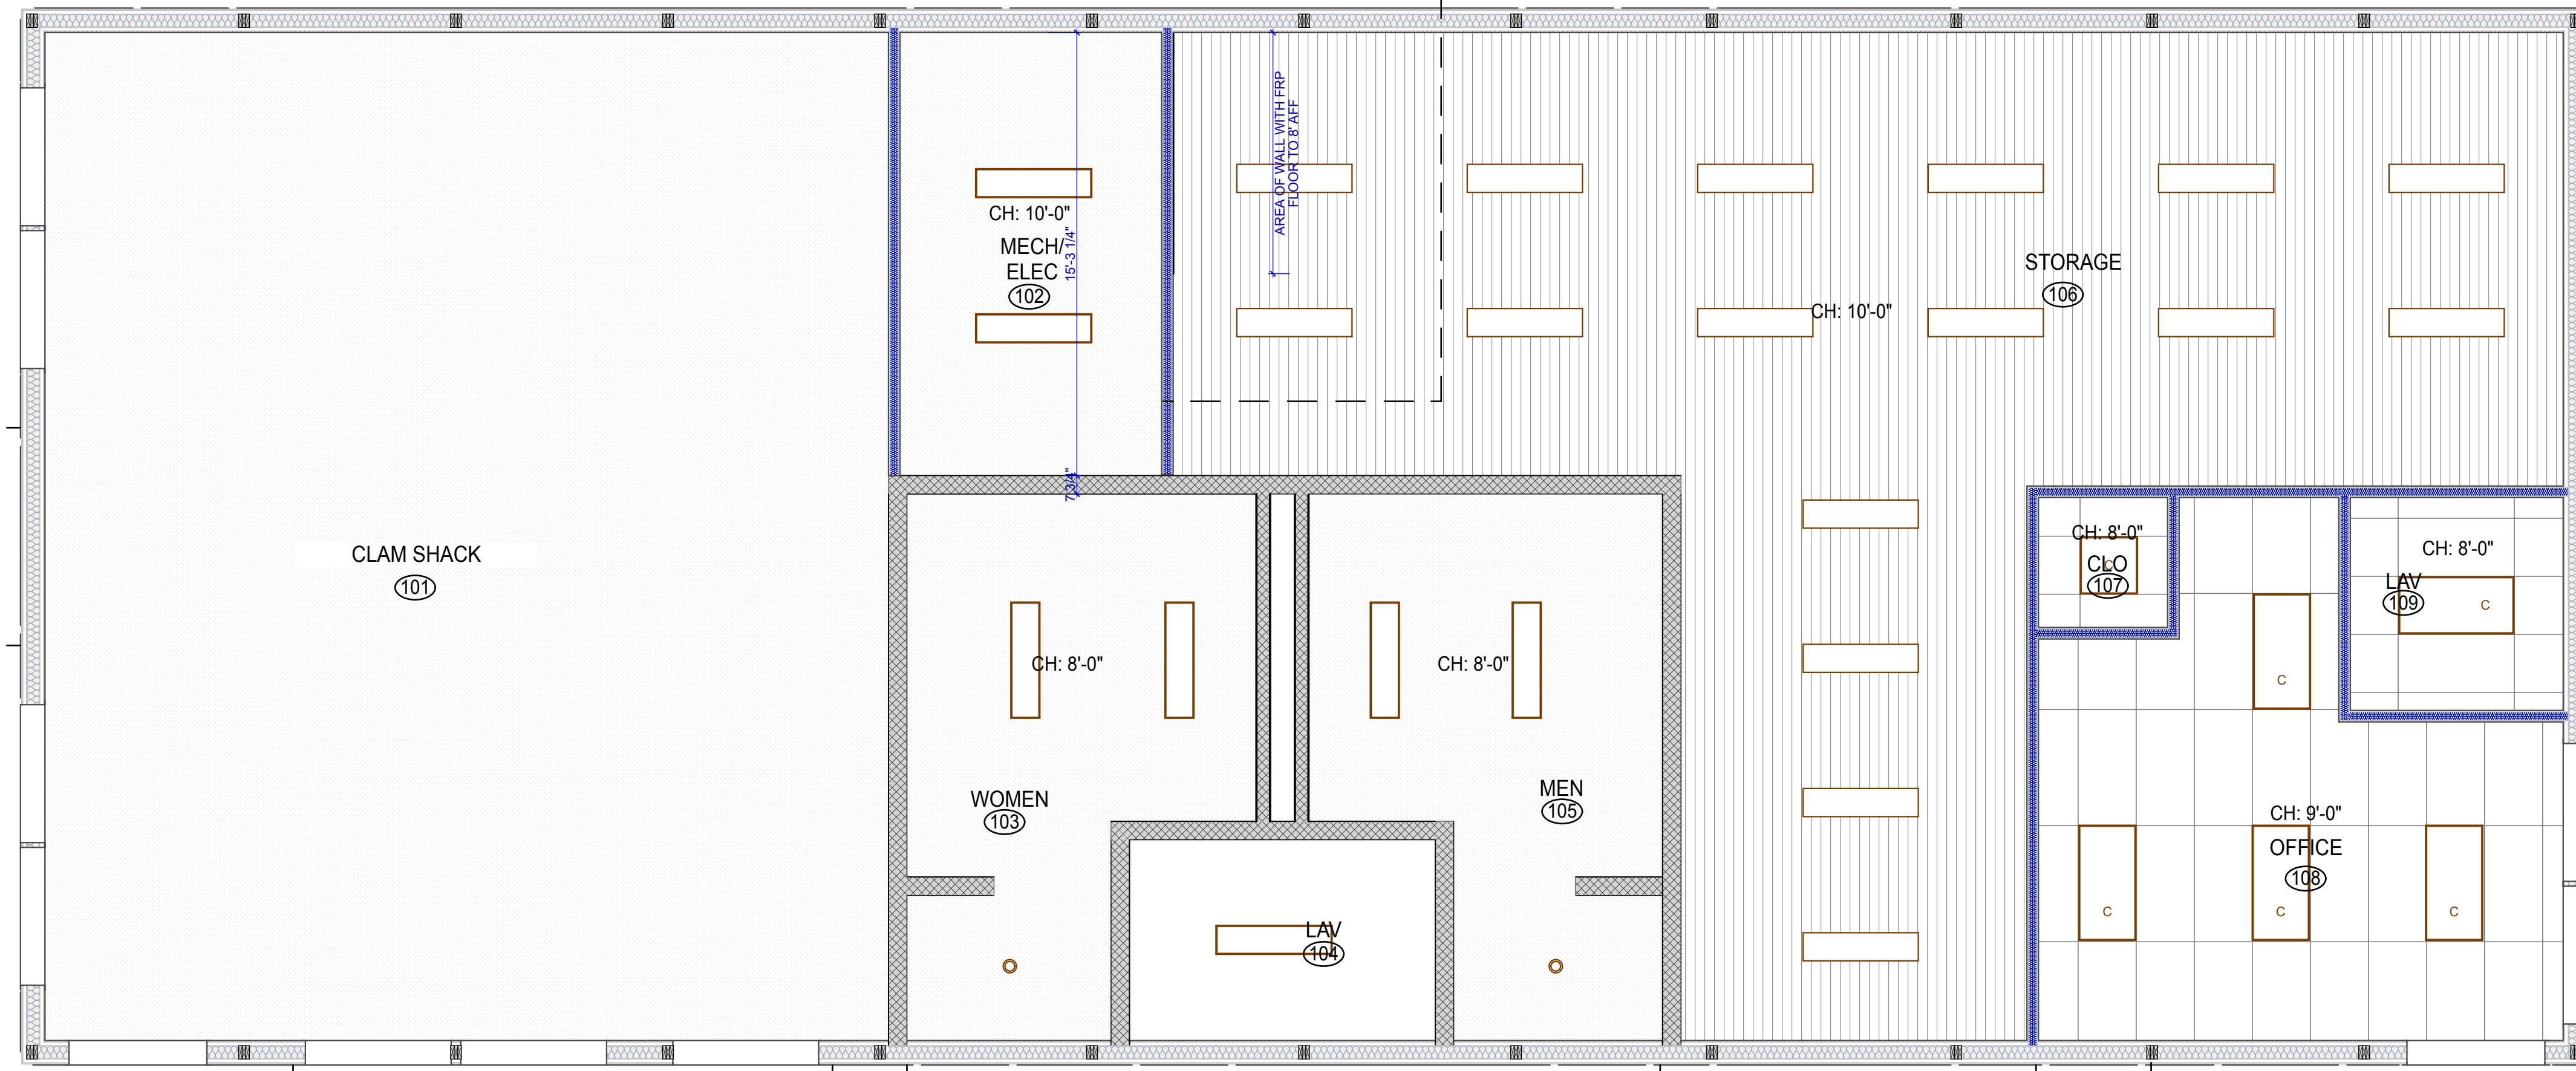 AREA OF WALL WITH FRP
FLOOR TO 8' AFF
CH: 10'-0"
MECH/
ELEC
102
15'-3 1/4"
7 3/4"
STORAGE
106
CH: 10'-0"
CLAM SHACK
101
CH: 8'-0"
C
CLO
107
CH: 8'-0"
LAV
109
C
C
CH: 8'-0"
CH: 8'-0"
WOMEN
103
MEN
105
CH: 9'-0"
OFFICE
108
C
C
C
LAV
104